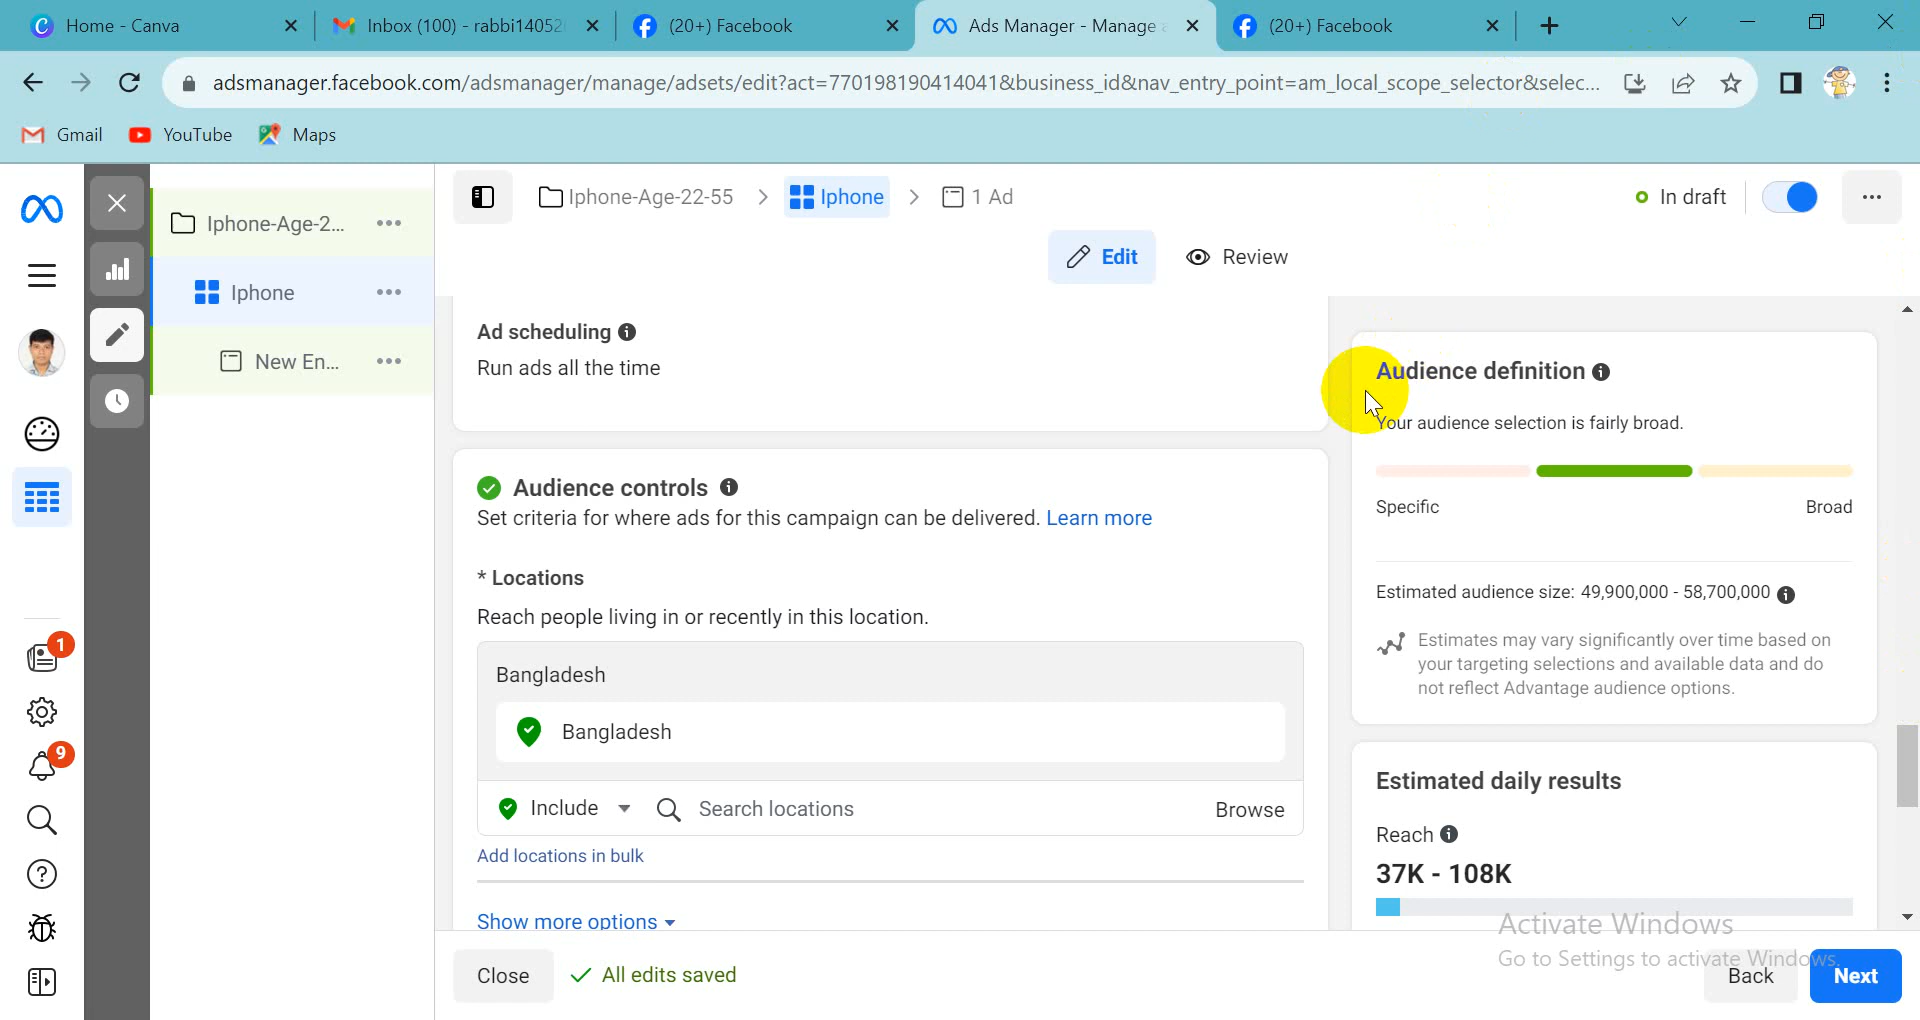 Home - Canva
Inbox (100) - rabbi14052
(20+) Facebook
Ads Manager - Manage a
(20+) Facebook
adsmanager.facebook.com/adsmanager/manage/adsets/edit?act=770198190414041&business_id&nav_entry_point=am_local_scope_selector&selec...
Gmail
YouTube
Maps
Iphone-Age-2...
Iphone
New En...
Iphone-Age-22-55
Iphone
1 Ad
In draft
Edit
Review
Ad scheduling
Run ads all the time
Audience controls
Set criteria for where ads for this campaign can be delivered. Learn more
* Locations
Reach people living in or recently in this location.
Bangladesh
Bangladesh
Include
Search locations
Browse
Add locations in bulk
Show more options
Close
All edits saved
Audience definition
Your audience selection is fairly broad.
Specific
Broad
Estimated audience size: 49,900,000 - 58,700,000
Estimates may vary significantly over time based on
your targeting selections and available data and do
not reflect Advantage audience options.
Estimated daily results
Reach
37K - 108K
Activate Windows
Go to Settings to activate Windows.
Back
Next
1
9